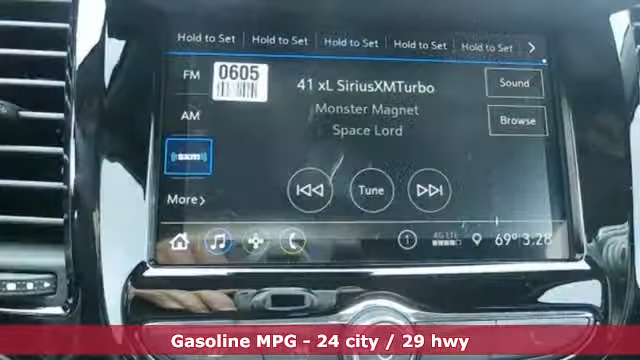 Hold to Set Hold to Set Hold to Set Hold to Set Hold to Set
FM
0605
41 xL SiriusXMTurbo
Sound
Monster Magnet
AM
Space Lord
Browse
sxm
More
Tune
1
4G LTE
69° 3:28
Gasoline MPG - 24 city / 29 hwy